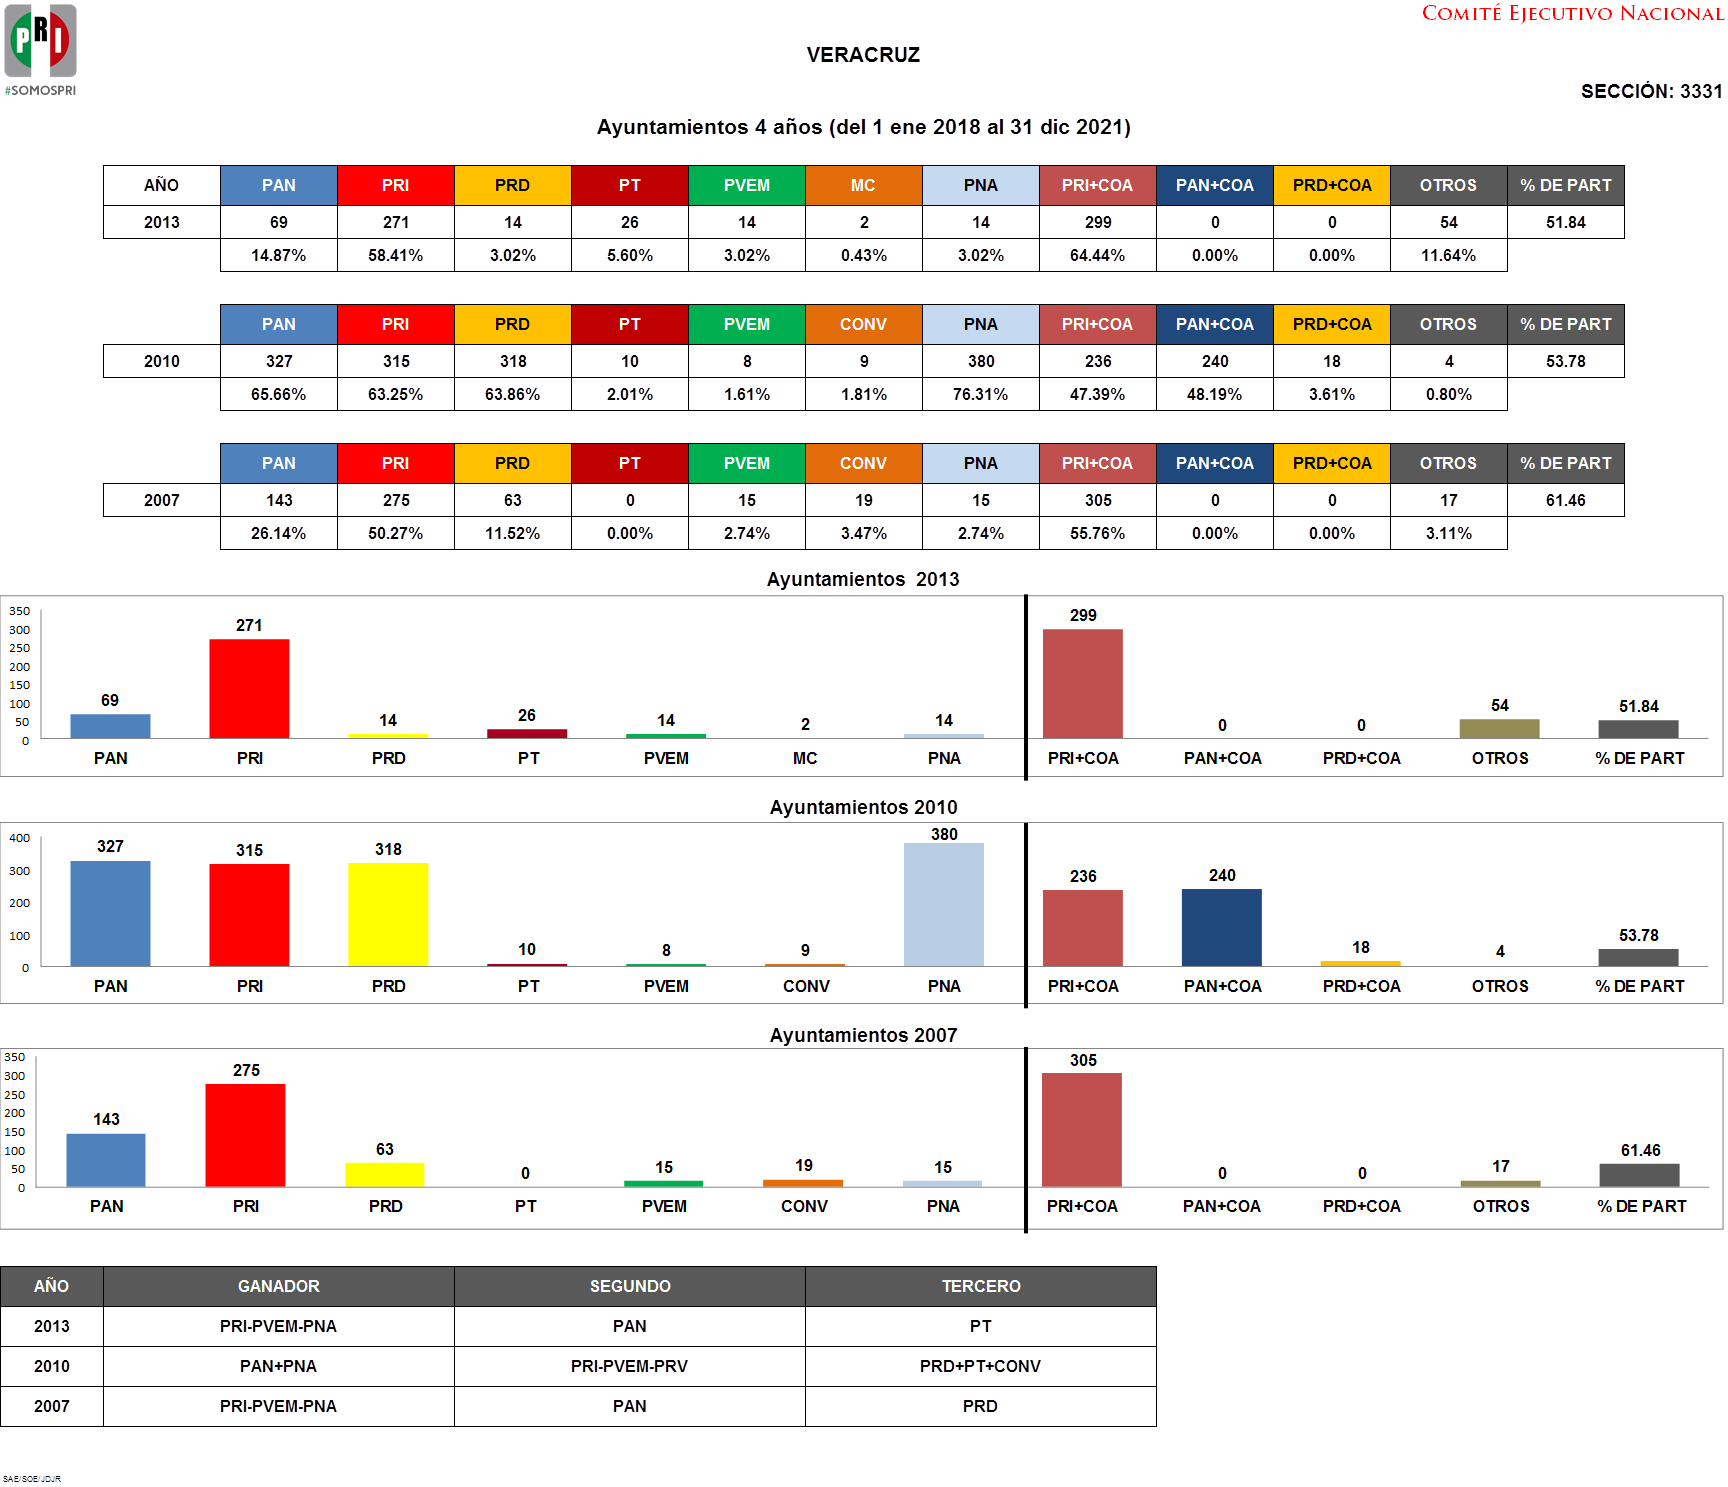 PRI
#SOMOSPRI
COMITÉ EJECUTIVO NACIONAL
VERACRUZ
SECCIÓN: 3331
Ayuntamientos 4 años (del 1 ene 2018 al 31 dic 2021)
AÑO PAN PRI PRD PT PVEM MC PNA PRI+COA PAN+COA PRD+COA OTROS % DE PART
2013 69 271 14 26 14 2 14 299 0 0 54 51.84
14.87% 58.41% 3.02% 5.60% 3.02% 0.43% 3.02% 64.44% 0.00% 0.00% 11.64%
PAN PRI PRD PT PVEM CONV PNA PRI+COA PAN+COA PRD+COA OTROS % DE PART
2010 327 315 318 10 8 9 380 236 240 18 4 53.78
65.66% 63.25% 63.86% 2.01% 1.61% 1.81% 76.31% 47.39% 48.19% 3.61% 0.80%
PAN PRI PRD PT PVEM CONV PNA PRI+COA PAN+COA PRD+COA OTROS % DE PART
2007 143 275 63 0 15 19 15 305 0 0 17 61.46
26.14% 50.27% 11.52% 0.00% 2.74% 3.47% 2.74% 55.76% 0.00% 0.00% 3.11%
Ayuntamientos 2013
350
300
250
200
150
100
50
0
69 271 14 26 14 2 14 299 0 0 54 51.84
PAN PRI PRD PT PVEM MC PNA PRI+COA PAN+COA PRD+COA OTROS % DE PART
Ayuntamientos 2010
400
300
200
100
0
327 315 318 10 8 9 380 236 240 18 4 53.78
PAN PRI PRD PT PVEM CONV PNA PRI+COA PAN+COA PRD+COA OTROS % DE PART
Ayuntamientos 2007
350
300
250
200
150
100
50
0
143 275 63 0 15 19 15 305 0 0 17 61.46
PAN PRI PRD PT PVEM CONV PNA PRI+COA PAN+COA PRD+COA OTROS % DE PART
AÑO GANADOR SEGUNDO TERCERO
2013 PRI-PVEM-PNA PAN PT
2010 PAN+PNA PRI-PVEM-PRV PRD+PT+CONV
2007 PRI-PVEM-PNA PAN PRD
SAE/SOE/JDJR